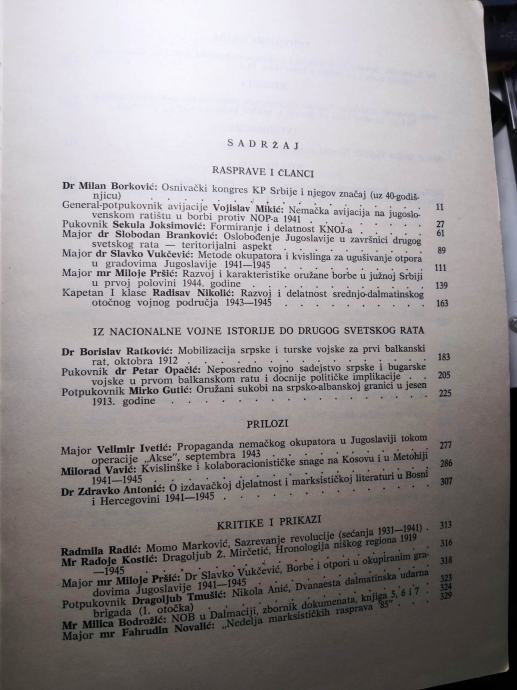 SADRŽAJ
RASPRAVE I ČLANCI
Dr Milan Borković: Osnivački kongres KP Srbije i njegov značaj (uz 40-godiš-
njicu) . . . . . . . . . . 11
General-potpukovnik avijacije Vojislav Mikić: Nemačka avijacija na jugoslo-
venskom ratištu u borbi protiv NOP-a 1941 . . . . 27
Pukovnik Sekula Joksimović: Formiranje i delatnost KNOJ-a . . . 61
Major dr Slobodan Branković: Oslobođenje Jugoslavije u završnici drugog
svetskog rata — teritorijalni aspekt . . . . . 89
Major dr Slavko Vukčević: Metode okupatora i kvislinga za ugušivanje otpora
u gradovima Jugoslavije 1941—1945 . . . . . 111
Major mr Miloje Pršić: Razvoj i karakteristike oružane borbe u južnoj Srbiji
u prvoj polovini 1944. godine . . . . . . 139
Kapetan I klase Radisav Nikolić: Razvoj i delatnost srednjo-dalmatinskog
otočnog vojnog područja 1943—1945 . . . . . 163
IZ NACIONALNE VOJNE ISTORIJE DO DRUGOG SVETSKOG RATA
Dr Borislav Ratković: Mobilizacija srpske i turske vojske za prvi balkanski
rat, oktobra 1912 . . . . . . . . 183
Pukovnik dr Petar Opačić: Neposredno vojno sadejstvo srpske i bugarske
vojske u prvom balkanskom ratu i docnije političke implikacije . . 205
Potpukovnik Mirko Gutić: Oružani sukobi na srpsko-albanskoj granici u jesen
1913. godine . . . . . . . . . 225
PRILOZI
Major Velimir Ivetić: Propaganda nemačkog okupatora u Jugoslaviji tokom
operacije „Akse”, septembra 1943 . . . . . 277
Milorad Vavić: Kvislinške i kolaboracionističke snage na Kosovu i u Metohiji
1941—1945 . . . . . . . . . 286
Dr Zdravko Antonić: O izdavačkoj djelatnosti i marksističkoj literaturi u Bosni
i Hercegovini 1941—1945 . . . . . . . 307
KRITIKE I PRIKAZI
Radmila Radić: Momo Marković, Sazrevanje revolucije (sećanja 1931—1941) . 313
Mr Radoje Kostić: Dragoljub Ž. Mirčetić, Hronologija niškog regiona 1919
—1945 . . . . . . . . . . 316
Major mr Miloje Pršić: Dr Slavko Vukčević, Borbe i otpori u okupiranim gra-
dovima Jugoslavije 1941—1945 . . . . . . 318
Potpukovnik Dragoljub Tmušić: Nikola Anić, Dvanaesta dalmatinska udarna
brigada (1. otočka) . . . . . . . . 323
Mr Milica Bodrožić: NOB u Dalmaciji, zbornik dokumenata, knjiga 5, 6 i 7 . 324
Major mr Fahrudin Novalić: „Nedelja marksističkih rasprava '85” . . 329